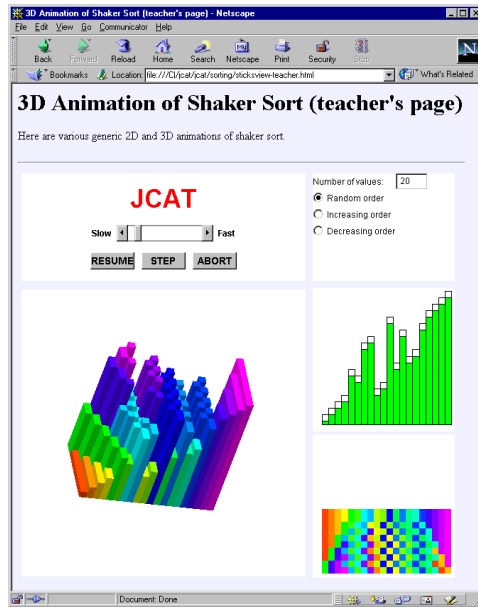 3D Animation of Shaker Sort (teacher's page) - Netscape
File Edit View Go Communicator Help
Back Forward Reload Home Search Netscape Print Security Stop
Bookmarks Location: file:///C|/jcat/jcat/sorting/sticksview-teacher.html What's Related
3D Animation of Shaker Sort (teacher's page)
Here are various generic 2D and 3D animations of shaker sort.
JCAT
Slow Fast
RESUME STEP ABORT
Number of values: 20
Random order
Increasing order
Decreasing order
Document: Done